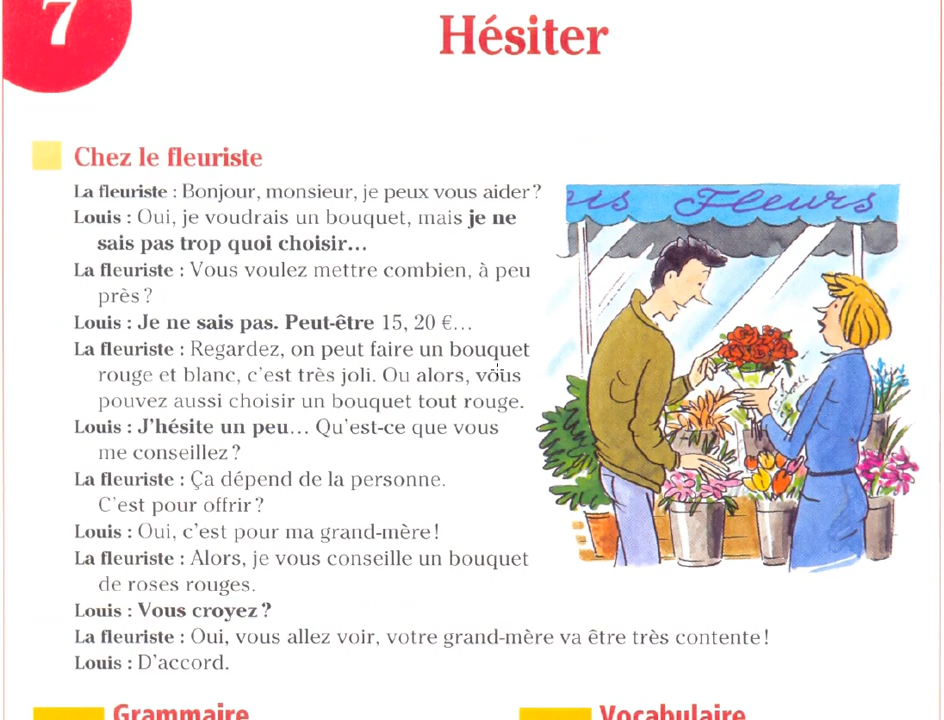 7
Hésiter
Chez le fleuriste
La fleuriste : Bonjour, monsieur, je peux vous aider ?
Louis : Oui, je voudrais un bouquet, mais je ne
sais pas trop quoi choisir...
La fleuriste : Vous voulez mettre combien, à peu
près ?
Louis : Je ne sais pas. Peut-être 15, 20 €...
La fleuriste : Regardez, on peut faire un bouquet
rouge et blanc, c'est très joli. Ou alors, vous
pouvez aussi choisir un bouquet tout rouge.
Louis : J'hésite un peu... Qu'est-ce que vous
me conseillez ?
La fleuriste : Ça dépend de la personne.
C'est pour offrir ?
Louis : Oui, c'est pour ma grand-mère !
La fleuriste : Alors, je vous conseille un bouquet
de roses rouges.
Louis : Vous croyez ?
La fleuriste : Oui, vous allez voir, votre grand-mère va être très contente !
Louis : D'accord.
Fleurs
Grammaire
Vocabulaire